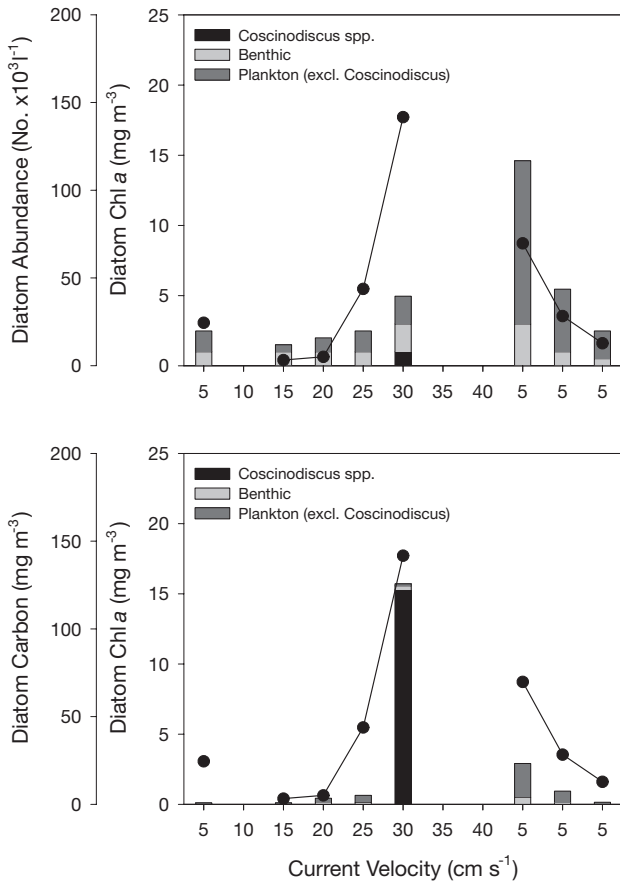 Diatom Abundance (No. x10³l⁻¹)
200
150
100
50
0
Diatom Chl a (mg m⁻³)
25
20
15
10
5
0
Coscinodiscus spp.
Benthic
Plankton (excl. Coscinodiscus)
5 10 15 20 25 30 35 40 5 5 5
Diatom Carbon (mg m⁻³)
200
150
100
50
0
Diatom Chl a (mg m⁻³)
25
20
15
10
5
0
Coscinodiscus spp.
Benthic
Plankton (excl. Coscinodiscus)
5 10 15 20 25 30 35 40 5 5 5
Current Velocity (cm s⁻¹)